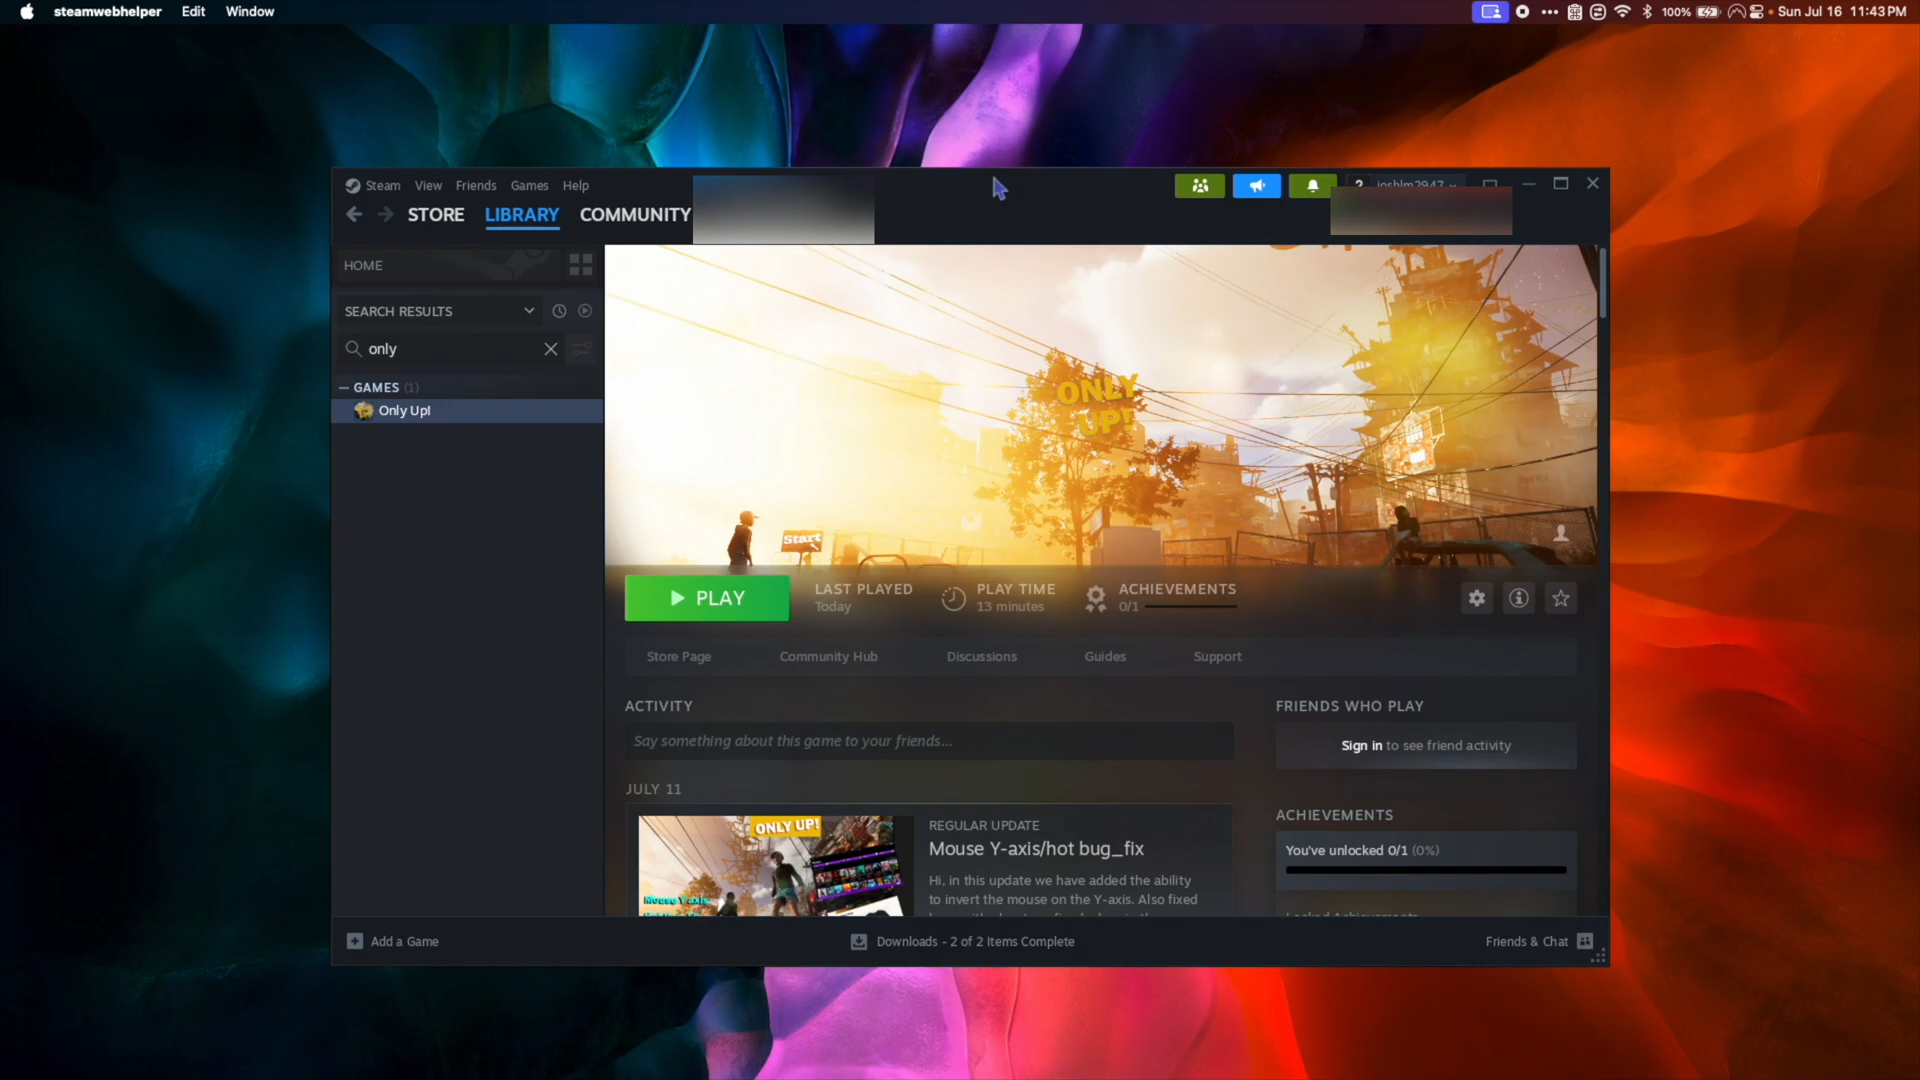 steamwebhelper Edit Window
100% Sun Jul 16 11:43 PM
Steam View Friends Games Help
joshlm2947
STORE LIBRARY COMMUNITY
HOME
SEARCH RESULTS
only
GAMES (1)
Only Up!
ONLY
UP!
Start
PLAY
LAST PLAYED
Today
PLAY TIME
13 minutes
ACHIEVEMENTS
0/1
Store Page Community Hub Discussions Guides Support
ACTIVITY
Say something about this game to your friends...
JULY 11
ONLY UP!
Mouse Y-axis
REGULAR UPDATE
Mouse Y-axis/hot bug_fix
Hi, in this update we have added the ability
to invert the mouse on the Y-axis. Also fixed
FRIENDS WHO PLAY
Sign in to see friend activity
ACHIEVEMENTS
You've unlocked 0/1 (0%)
Locked Achievements
Add a Game
Downloads - 2 of 2 Items Complete
Friends & Chat